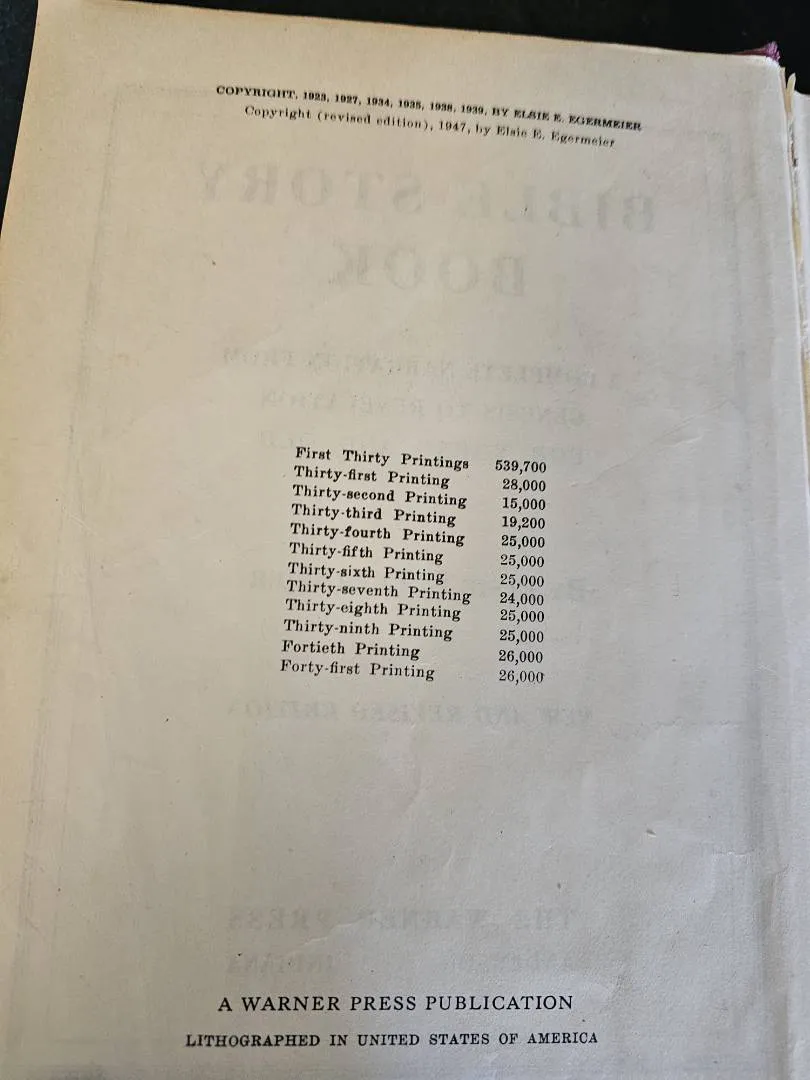 COPYRIGHT, 1923, 1927, 1934, 1935, 1938, 1939, BY ELSIE E. EGERMEIER
Copyright (revised edition), 1947, by Elsie E. Egermeier
BIBLE STORY
BOOK
First Thirty Printings 539,700
Thirty-first Printing 28,000
Thirty-second Printing 15,000
Thirty-third Printing 19,200
Thirty-fourth Printing 25,000
Thirty-fifth Printing 25,000
Thirty-sixth Printing 25,000
Thirty-seventh Printing 24,000
Thirty-eighth Printing 25,000
Thirty-ninth Printing 25,000
Fortieth Printing 26,000
Forty-first Printing 26,000
A WARNER PRESS PUBLICATION
LITHOGRAPHED IN UNITED STATES OF AMERICA